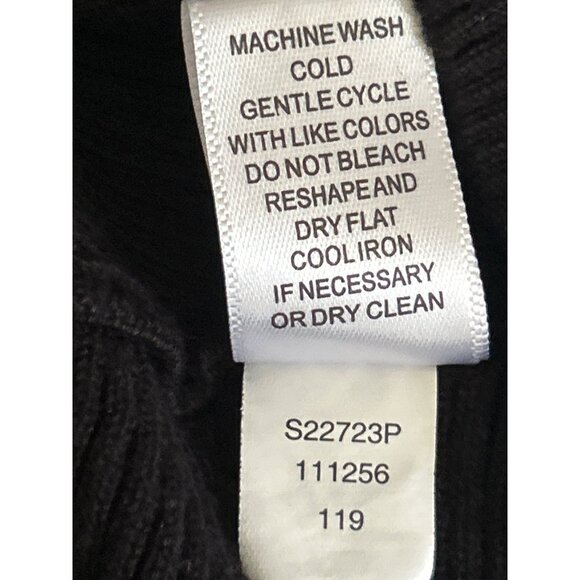 MACHINE WASH
COLD
GENTLE CYCLE
WITH LIKE COLORS
DO NOT BLEACH
RESHAPE AND
DRY FLAT
COOL IRON
IF NECESSARY
OR DRY CLEAN
S22723P
111256
119